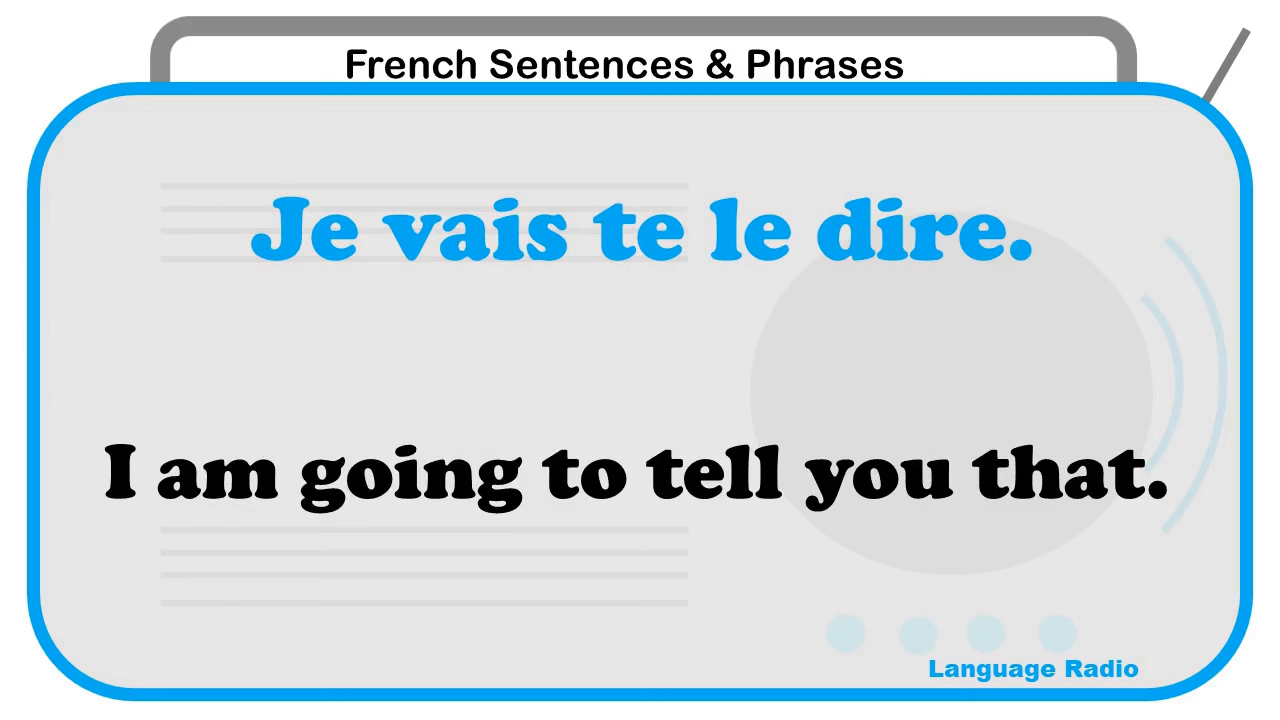 French Sentences & Phrases
Je vais te le dire.
I am going to tell you that.
Language Radio